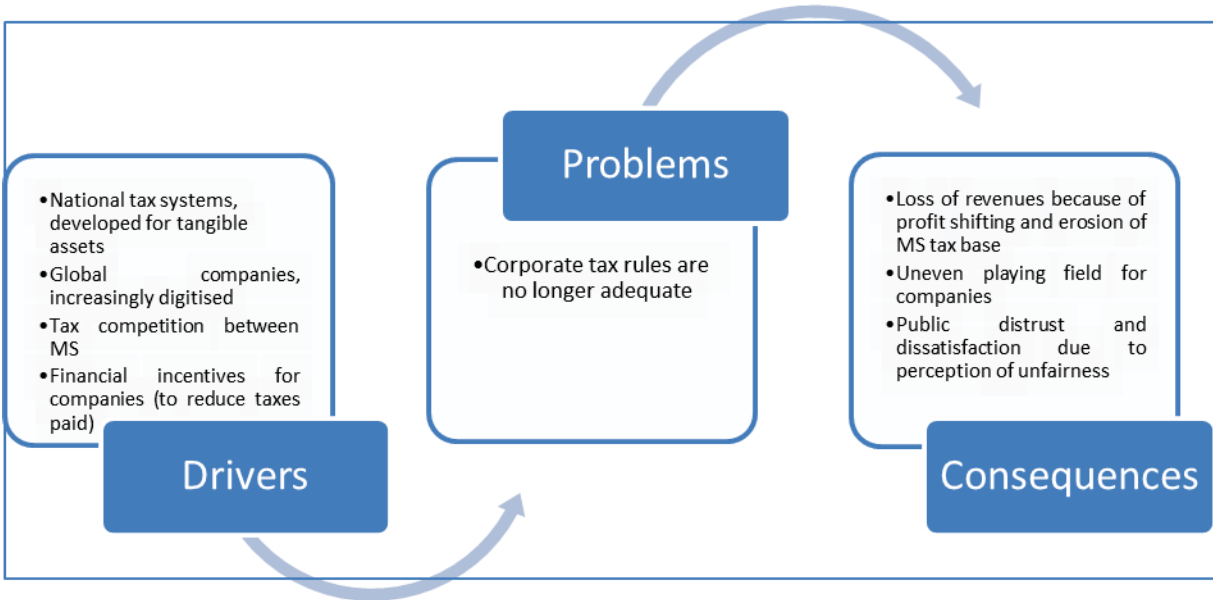 •National tax systems,
developed for tangible
assets
•Global companies,
increasingly digitised
•Tax competition between
MS
•Financial incentives for
companies (to reduce taxes
paid)
Drivers
Problems
•Corporate tax rules are
no longer adequate
•Loss of revenues because of
profit shifting and erosion of
MS tax base
•Uneven playing field for
companies
•Public distrust and
dissatisfaction due to
perception of unfairness
Consequences